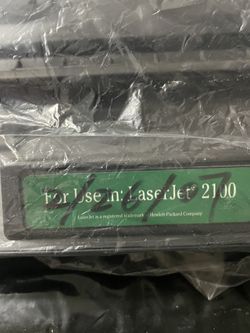 For Use in: LaserJet® 2100
LaserJet is a registered trademark of Hewlett Packard Company